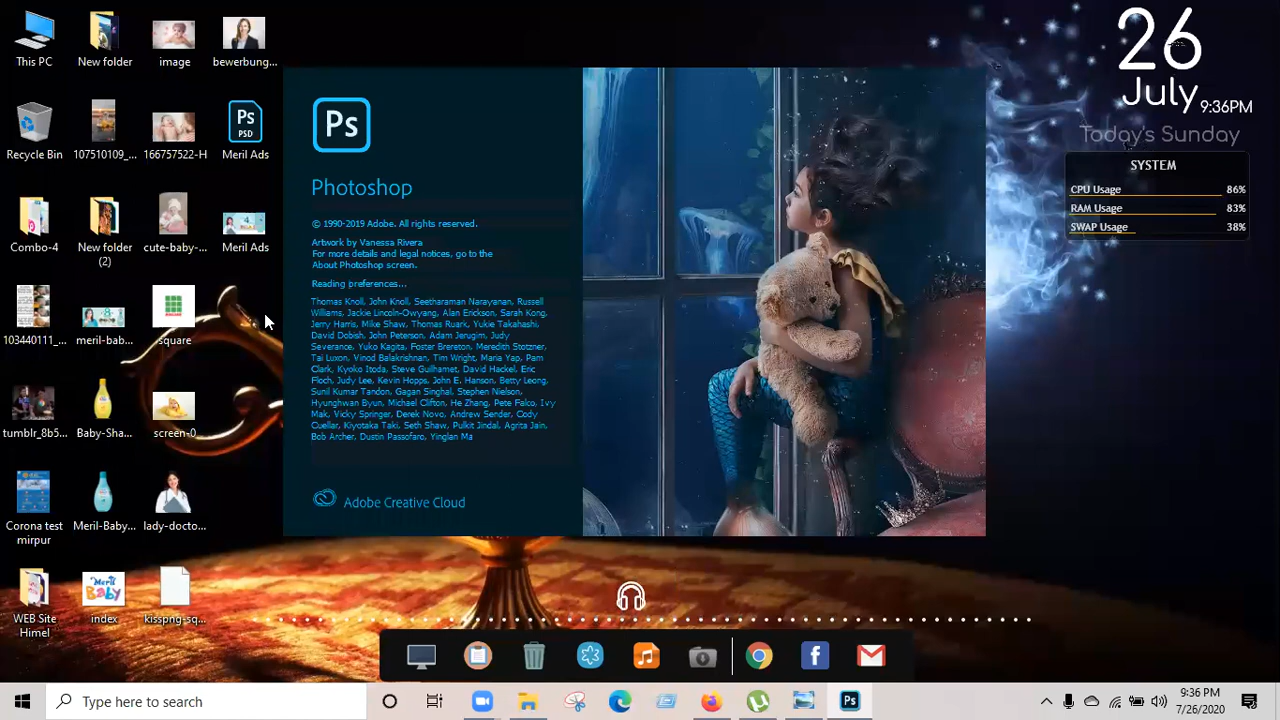 This PC
New folder
image
bewerbung...
Recycle Bin
107510109_...
166757522-H
Ps
PSD
Meril Ads
Combo-4
New folder
(2)
cute-baby-...
Meril Ads
103440111_...
meril-bab...
square
tumblr_8b5...
Baby-Sha...
screen-0...
Corona test
mirpur
Meril-Baby...
lady-docto...
WEB Site
Himel
Meril
Baby
index
kisspng-sq...
Ps
Photoshop
© 1990-2019 Adobe. All rights reserved.
Artwork by Vanessa Rivera
For more details and legal notices, go to the
About Photoshop screen.
Reading preferences...
Thomas Knoll, John Knoll, Seetharaman Narayanan, Russell
Williams, Jackie Lincoln-Owyang, Alan Erickson, Sarah Kong,
Jerry Harris, Mike Shaw, Thomas Ruark, Yukie Takahashi,
David Dobish, John Peterson, Adam Jerugim, Judy
Severance, Yuko Kagita, Foster Brereton, Meredith Stotzner,
Tai Luxon, Vinod Balakrishnan, Tim Wright, Maria Yap, Pam
Clark, Kyoko Itoda, Steve Guilhamet, David Hackel, Eric
Floch, Judy Lee, Kevin Hopps, John E. Hanson, Betty Leong,
Sunil Kumar Tandon, Gagan Singhal, Stephen Nielson,
Hyunghwan Byun, Michael Clifton, He Zhang, Pete Falco, Ivy
Mak, Vicky Springer, Derek Novo, Andrew Sender, Cody
Cuellar, Kiyotaka Taki, Seth Shaw, Pulkit Jindal, Agrita Jain,
Bob Archer, Dustin Passofaro, Yinglan Ma
Adobe Creative Cloud
26
July
9:36PM
Today's Sunday
SYSTEM
CPU Usage 86%
RAM Usage 83%
SWAP Usage 38%
Type here to search
Ps
9:36 PM
7/26/2020